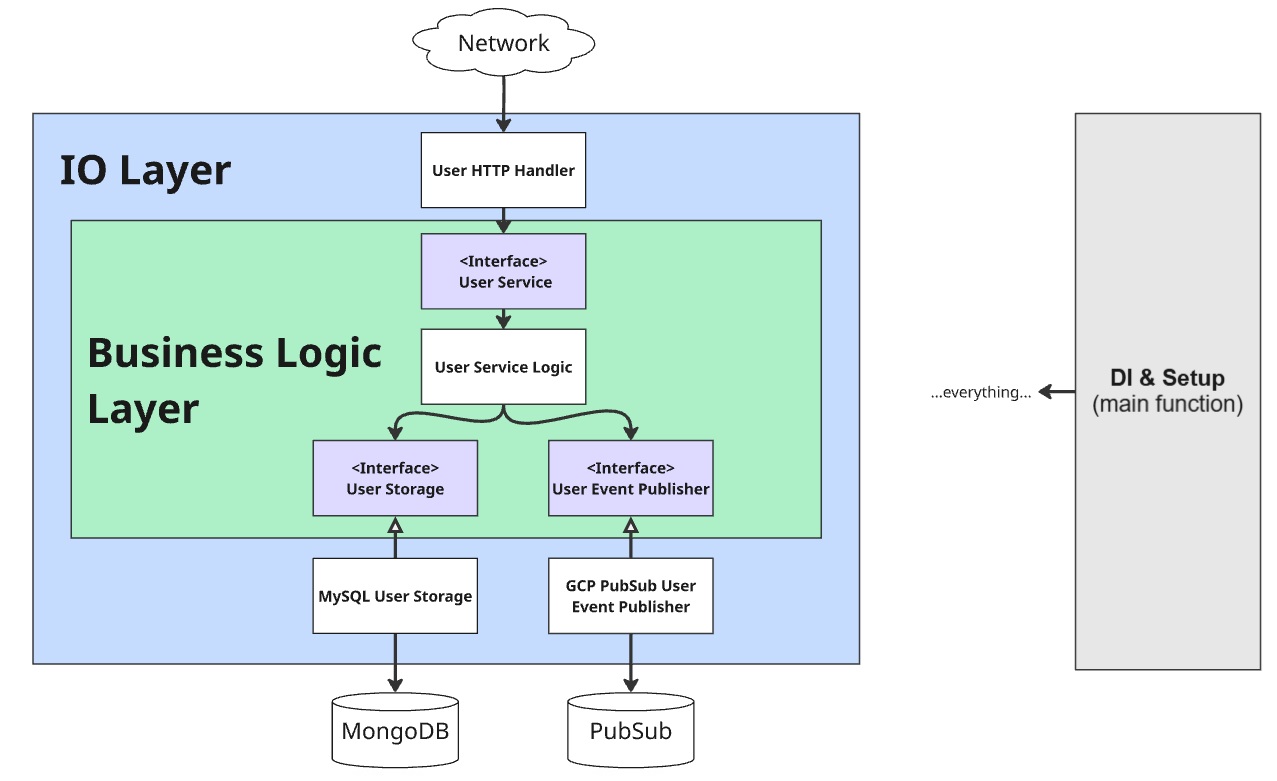 Network
IO Layer
User HTTP Handler
<Interface>
User Service
Business Logic
Layer
User Service Logic
<Interface>
User Storage
<Interface>
User Event Publisher
MySQL User Storage
GCP PubSub User
Event Publisher
MongoDB
PubSub
...everything...
DI & Setup
(main function)